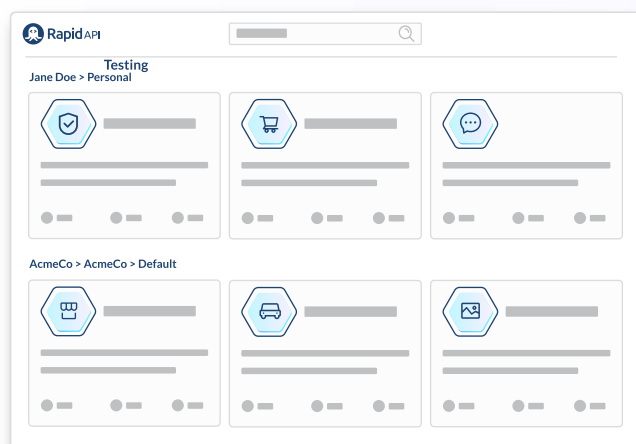 Rapid API
Testing
Jane Doe > Personal
AcmeCo > AcmeCo > Default